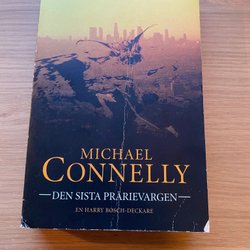 MICHAEL
CONNELLY
DEN SISTA PRÄRIEVARGEN
EN HARRY BOSCH-DECKARE